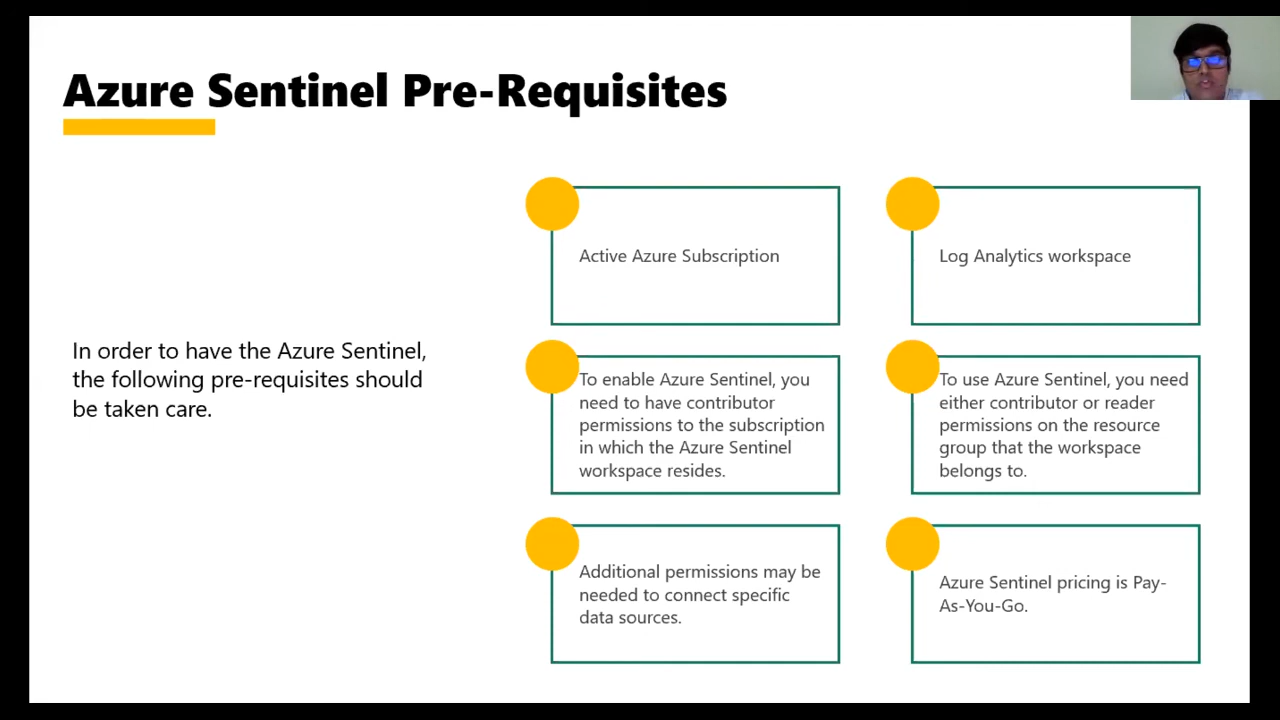 Azure Sentinel Pre-Requisites
In order to have the Azure Sentinel,
the following pre-requisites should
be taken care.
Active Azure Subscription
Log Analytics workspace
To enable Azure Sentinel, you
need to have contributor
permissions to the subscription
in which the Azure Sentinel
workspace resides.
To use Azure Sentinel, you need
either contributor or reader
permissions on the resource
group that the workspace
belongs to.
Additional permissions may be
needed to connect specific
data sources.
Azure Sentinel pricing is Pay-
As-You-Go.